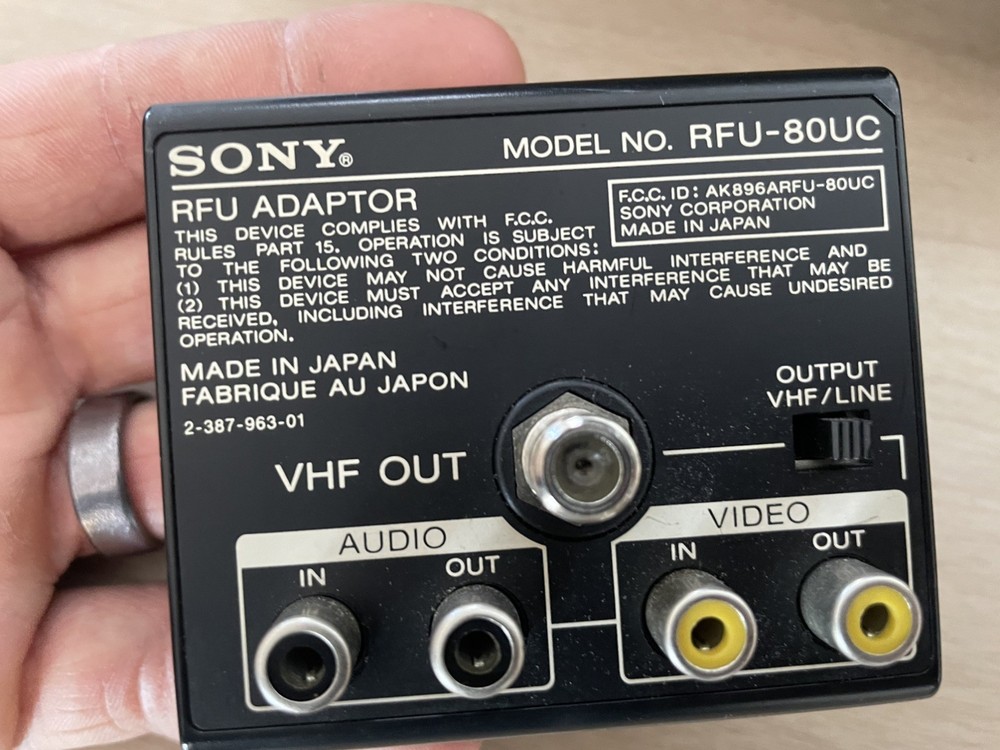 SONY®
MODEL NO. RFU-80UC
RFU ADAPTOR
THIS DEVICE COMPLIES WITH F.C.C.
RULES PART 15. OPERATION IS SUBJECT
TO THE FOLLOWING TWO CONDITIONS:
(1) THIS DEVICE MAY NOT CAUSE HARMFUL INTERFERENCE AND
(2) THIS DEVICE MUST ACCEPT ANY INTERFERENCE THAT MAY BE
RECEIVED, INCLUDING INTERFERENCE THAT MAY CAUSE UNDESIRED
OPERATION.
F.C.C. ID: AK896ARFU-80UC
SONY CORPORATION
MADE IN JAPAN
MADE IN JAPAN
FABRIQUE AU JAPON
2-387-963-01
OUTPUT
VHF/LINE
VHF OUT
AUDIO
IN
OUT
VIDEO
IN
OUT